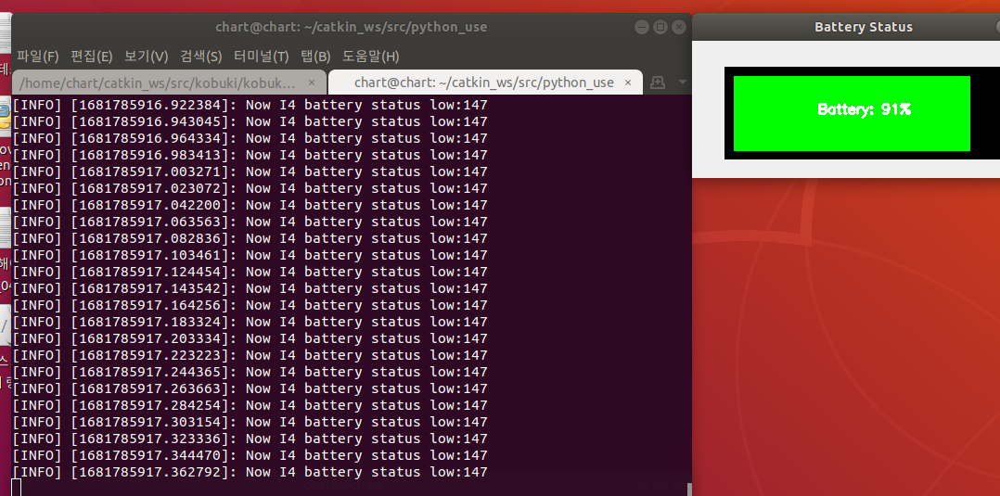 chart@chart: ~/catkin_ws/src/python_use
파일(F) 편집(E) 보기(V) 검색(S) 터미널(T) 탭(B) 도움말(H)
/home/chart/catkin_ws/src/kobuki/kobuk... ×
chart@chart: ~/catkin_ws/src/python_use ×
[INFO] [1681785916.922384]: Now I4 battery status low:147
[INFO] [1681785916.943045]: Now I4 battery status low:147
[INFO] [1681785916.964334]: Now I4 battery status low:147
[INFO] [1681785916.983413]: Now I4 battery status low:147
[INFO] [1681785917.003271]: Now I4 battery status low:147
[INFO] [1681785917.023072]: Now I4 battery status low:147
[INFO] [1681785917.042200]: Now I4 battery status low:147
[INFO] [1681785917.063563]: Now I4 battery status low:147
[INFO] [1681785917.082836]: Now I4 battery status low:147
[INFO] [1681785917.103461]: Now I4 battery status low:147
[INFO] [1681785917.124454]: Now I4 battery status low:147
[INFO] [1681785917.143542]: Now I4 battery status low:147
[INFO] [1681785917.164256]: Now I4 battery status low:147
[INFO] [1681785917.183324]: Now I4 battery status low:147
[INFO] [1681785917.203334]: Now I4 battery status low:147
[INFO] [1681785917.223223]: Now I4 battery status low:147
[INFO] [1681785917.244365]: Now I4 battery status low:147
[INFO] [1681785917.263663]: Now I4 battery status low:147
[INFO] [1681785917.284254]: Now I4 battery status low:147
[INFO] [1681785917.303154]: Now I4 battery status low:147
[INFO] [1681785917.323336]: Now I4 battery status low:147
[INFO] [1681785917.344470]: Now I4 battery status low:147
[INFO] [1681785917.362792]: Now I4 battery status low:147
Battery Status
Battery: 91%